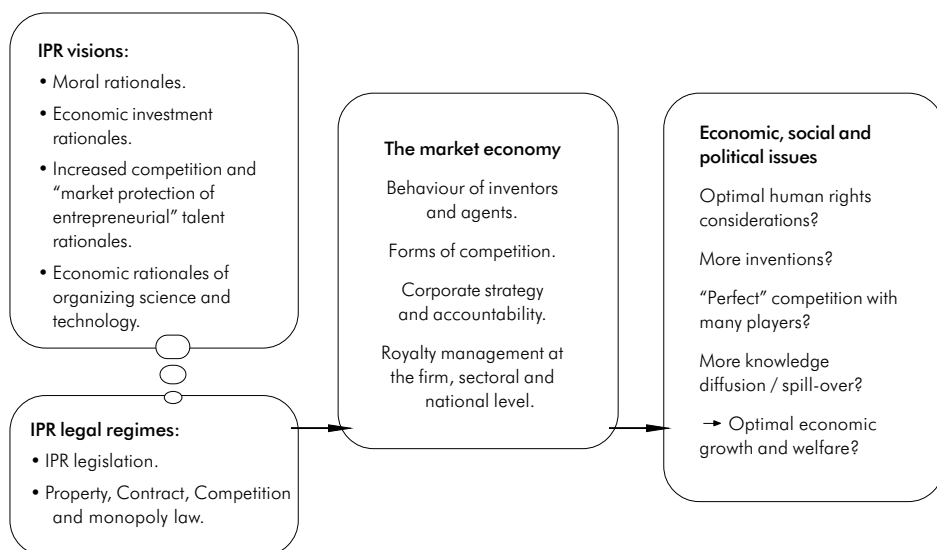 IPR visions:
• Moral rationales.
• Economic investment
rationales.
• Increased competition and
“market protection of
entrepreneurial” talent
rationales.
• Economic rationales of
organizing science and
technology.
IPR legal regimes:
• IPR legislation.
• Property, Contract, Competition
and monopoly law.
The market economy
Behaviour of inventors
and agents.
Forms of competition.
Corporate strategy
and accountability.
Royalty management at
the firm, sectoral and
national level.
Economic, social and
political issues
Optimal human rights
considerations?
More inventions?
“Perfect” competition with
many players?
More knowledge
diffusion / spill-over?
→ Optimal economic
growth and welfare?